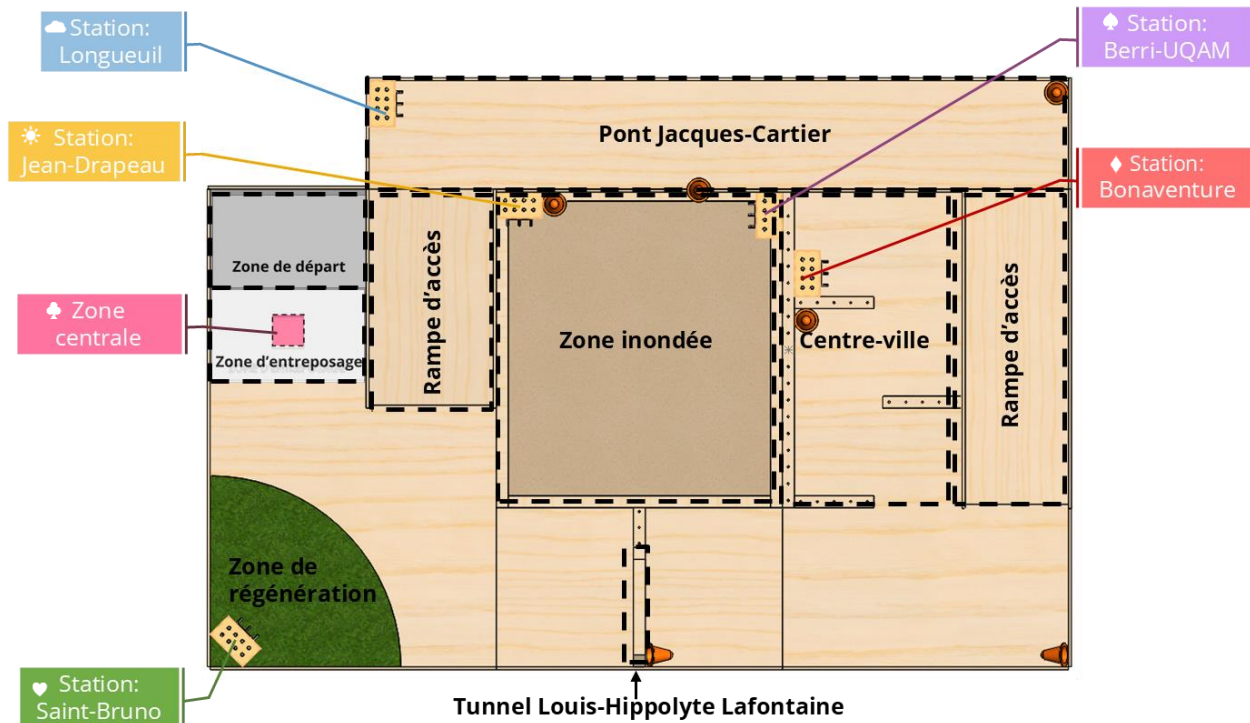 ☁ Station:
Longueuil
♠ Station:
Berri-UQAM
☀ Station:
Jean-Drapeau
Pont Jacques-Cartier
♦ Station:
Bonaventure
Zone de départ
Rampe d'accès
Rampe d'accès
♣ Zone
centrale
Zone inondée
Centre-ville
Zone d'entreposage
Zone de
régénération
♥ Station:
Saint-Bruno
Tunnel Louis-Hippolyte Lafontaine